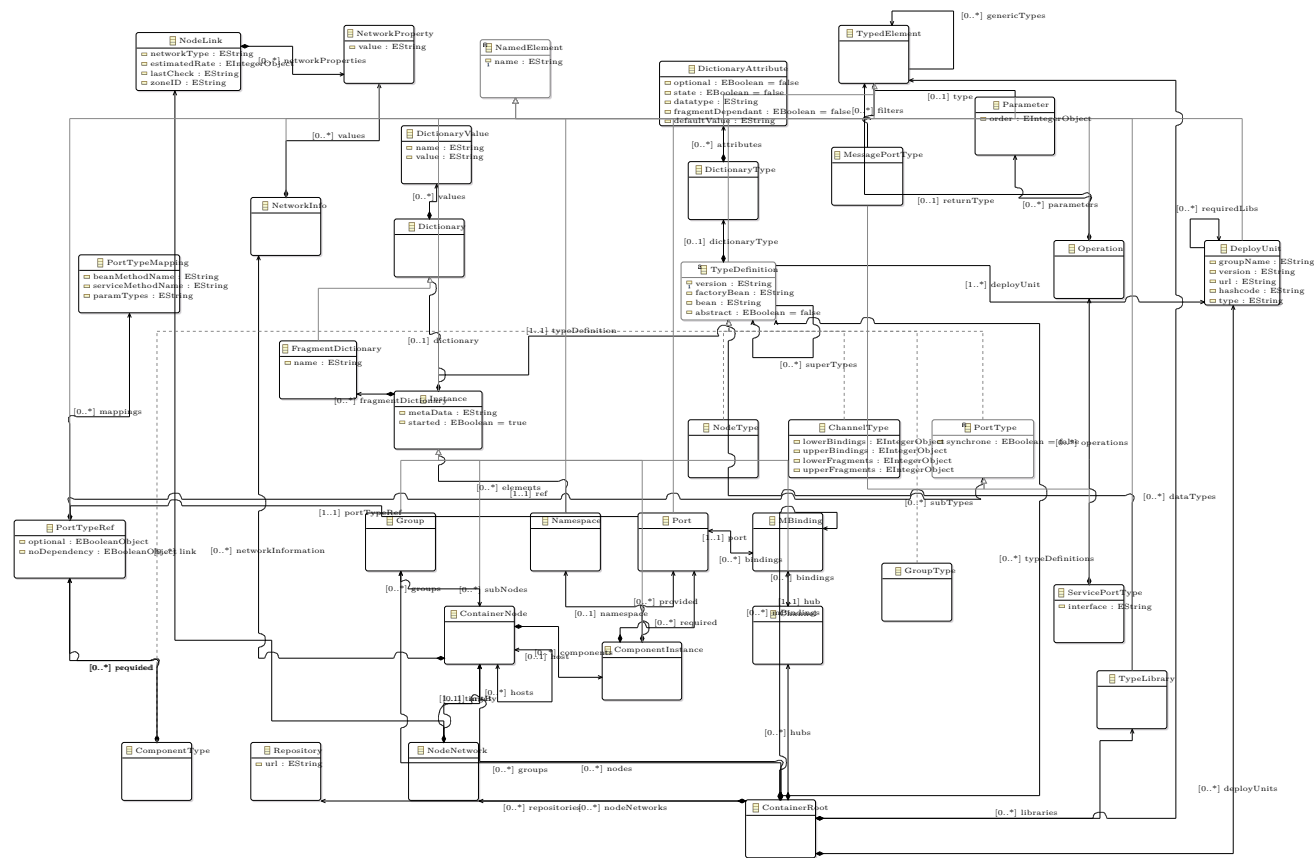 [0..*] genericTypes
NodeLink
networkType : EString
estimatedRate : EIntegerObject
lastCheck : EString
zoneID : EString
[0..*] networkProperties
NetworkProperty
value : EString
NamedElement
name : EString
TypedElement
DictionaryAttribute
optional : EBoolean = false
state : EBoolean = false
datatype : EString
fragmentDependant : EBoolean = false
defaultValue : EString
[0..*] filters
[0..1] type
Parameter
order : EIntegerObject
[0..*] values
DictionaryValue
name : EString
value : EString
[0..*] attributes
MessagePortType
DictionaryType
[0..*] values
[0..1] returnType
[0..*] parameters
[0..*] requiredLibs
NetworkInfo
Dictionary
[0..1] dictionaryType
Operation
DeployUnit
groupName : EString
version : EString
url : EString
hashcode : EString
type : EString
PortTypeMapping
beanMethodName : EString
serviceMethodName : EString
paramTypes : EString
TypeDefinition
version : EString
factoryBean : EString
bean : EString
abstract : EBoolean = false
[1..*] deployUnit
[1..1] typeDefinition
[0..1] dictionary
FragmentDictionary
name : EString
[0..*] superTypes
[0..*] fragmentDictionary
Instance
metaData : EString
started : EBoolean = true
[0..*] mappings
NodeType
ChannelType
lowerBindings : EIntegerObject
upperBindings : EIntegerObject
lowerFragments : EIntegerObject
upperFragments : EIntegerObject
PortType
synchrone : EBoolean = false
[0..*] operations
[0..*] elements
[1..1] ref
[0..*] subTypes
[0..*] dataTypes
[1..1] portTypeRef
PortTypeRef
optional : EBooleanObject
noDependency : EBooleanObject
[0..*] link
[0..*] networkInformation
Group
Namespace
Port
MBinding
[1..1] port
[0..*] bindings
[0..*] typeDefinitions
GroupType
[0..*] bindings
[0..*] groups
[0..*] subNodes
[0..*] provided
[1..1] hub
ServicePortType
interface : EString
ContainerNode
[0..1] namespace
[0..*] mBindings
Channel
[0..*] required
ComponentInstance
[0..*] components
[0..1] host
[0..*] provided
TypeLibrary
[0..*] hosts
[0..*] hubs
ComponentType
Repository
url : EString
NodeNetwork
[0..*] groups
[0..*] nodes
[0..*] deployUnits
[0..*] repositories
[0..*] nodeNetworks
ContainerRoot
[0..*] libraries